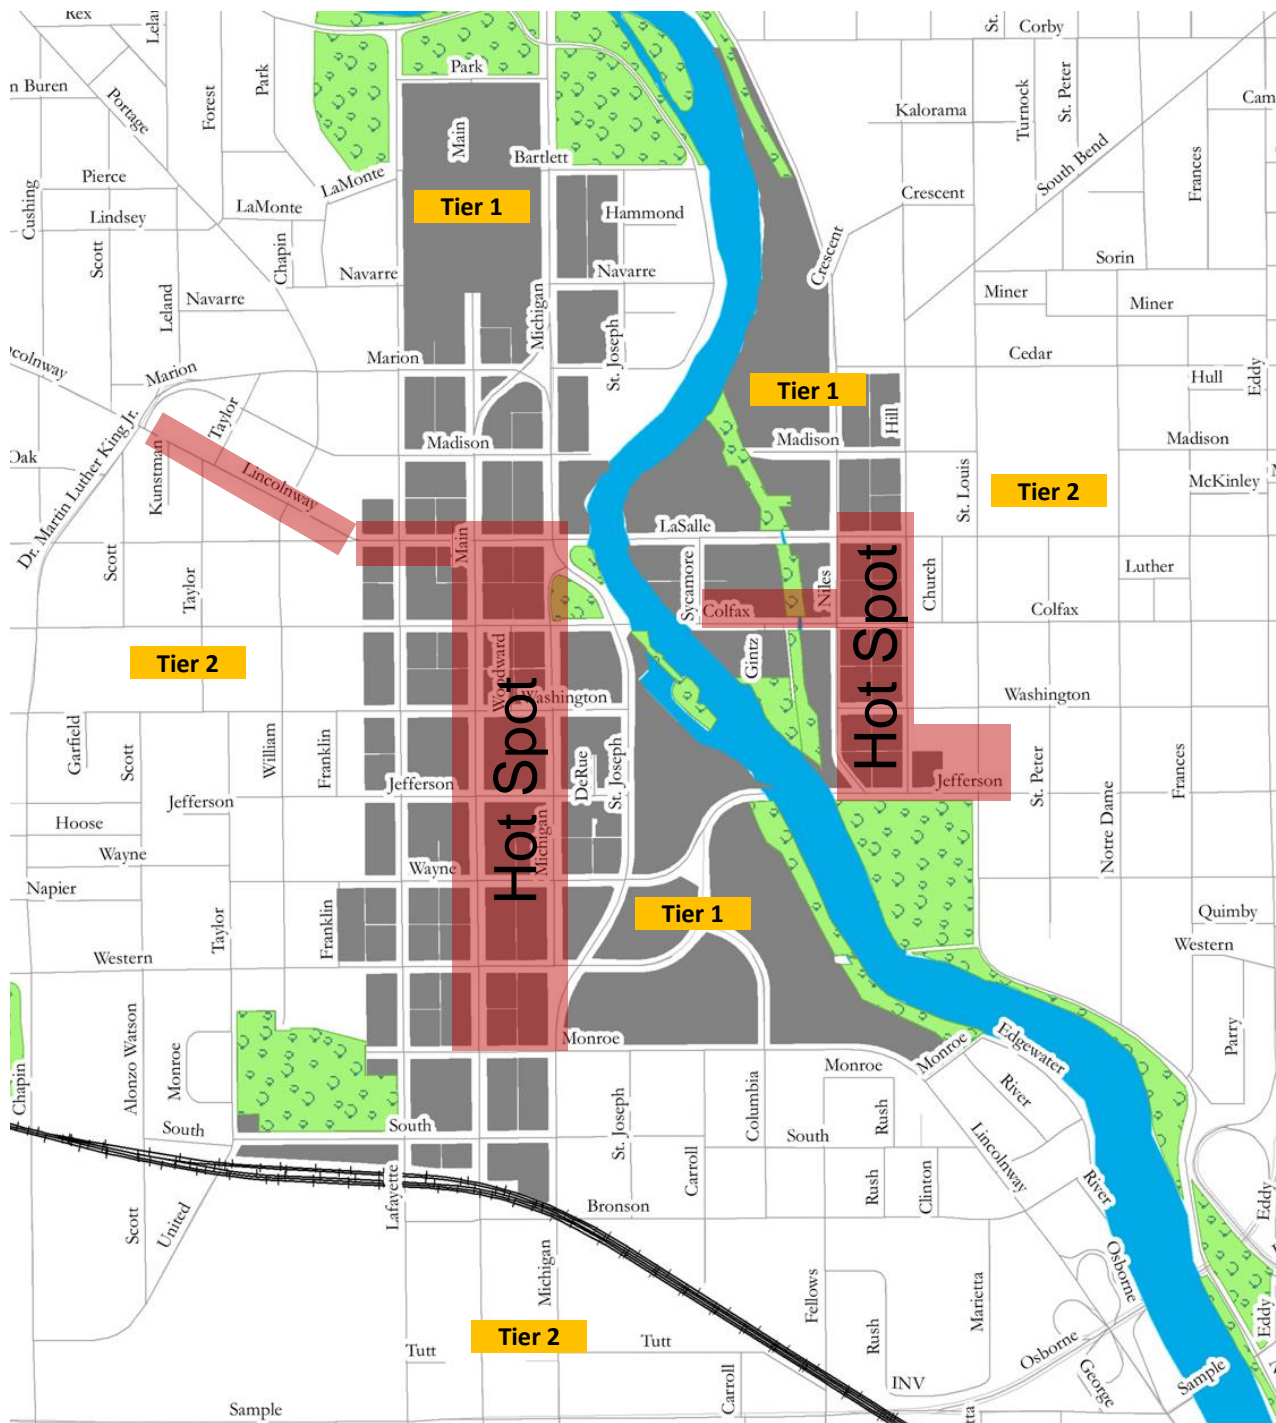 Rex
Lela
St.
Corby
n Buren
Portage
Forest
Park
Park
Main
Bartlett
Kalorama
Turnock
St. Peter
Cam
South Bend
Frances
Pierce
LaMonte
Crescent
Cushing
Lindsey
LaMonte
Tier 1
Hammond
Scott
Chapin
Navarre
Navarre
Crescent
Sorin
Leland
Navarre
Michigan
Miner
Miner
colnway
Marion
Marion
St. Joseph
Cedar
Hull
Eddy
Tier 1
Hill
Taylor
Madison
Madison
Madison
Oak
Kunstman
Lincolnway
St. Louis
Tier 2
McKinley
Dr. Martin Luther King Jr.
Main
LaSalle
Scott
Taylor
Sycamore
Niles
Hot Spot
Church
Luther
Colfax
Colfax
Tier 2
Woodward
Gintz
Washington
Washington
Hot Spot
Garfield
Scott
William
Franklin
DeRue
St. Joseph
St. Peter
Frances
Jefferson
Jefferson
Jefferson
Hoose
Michigan
Notre Dame
Wayne
Wayne
Napier
Taylor
Franklin
Tier 1
Quimby
Western
Western
Alonzo Watson
Monroe
Monroe
Edgewater
Monroe
Monroe
Parry
Chapin
River
South
South
St. Joseph
Columbia
South
Rush
Lincolnway
Carroll
Rush
Clinton
River
Scott
United
Lafayette
Bronson
Eddy
Michigan
Osborne
Fellows
Marietta
Tier 2
Tutt
Tutt
Rush
Osborne
Eddy
Carroll
INV
George
Sample
Sample
tta